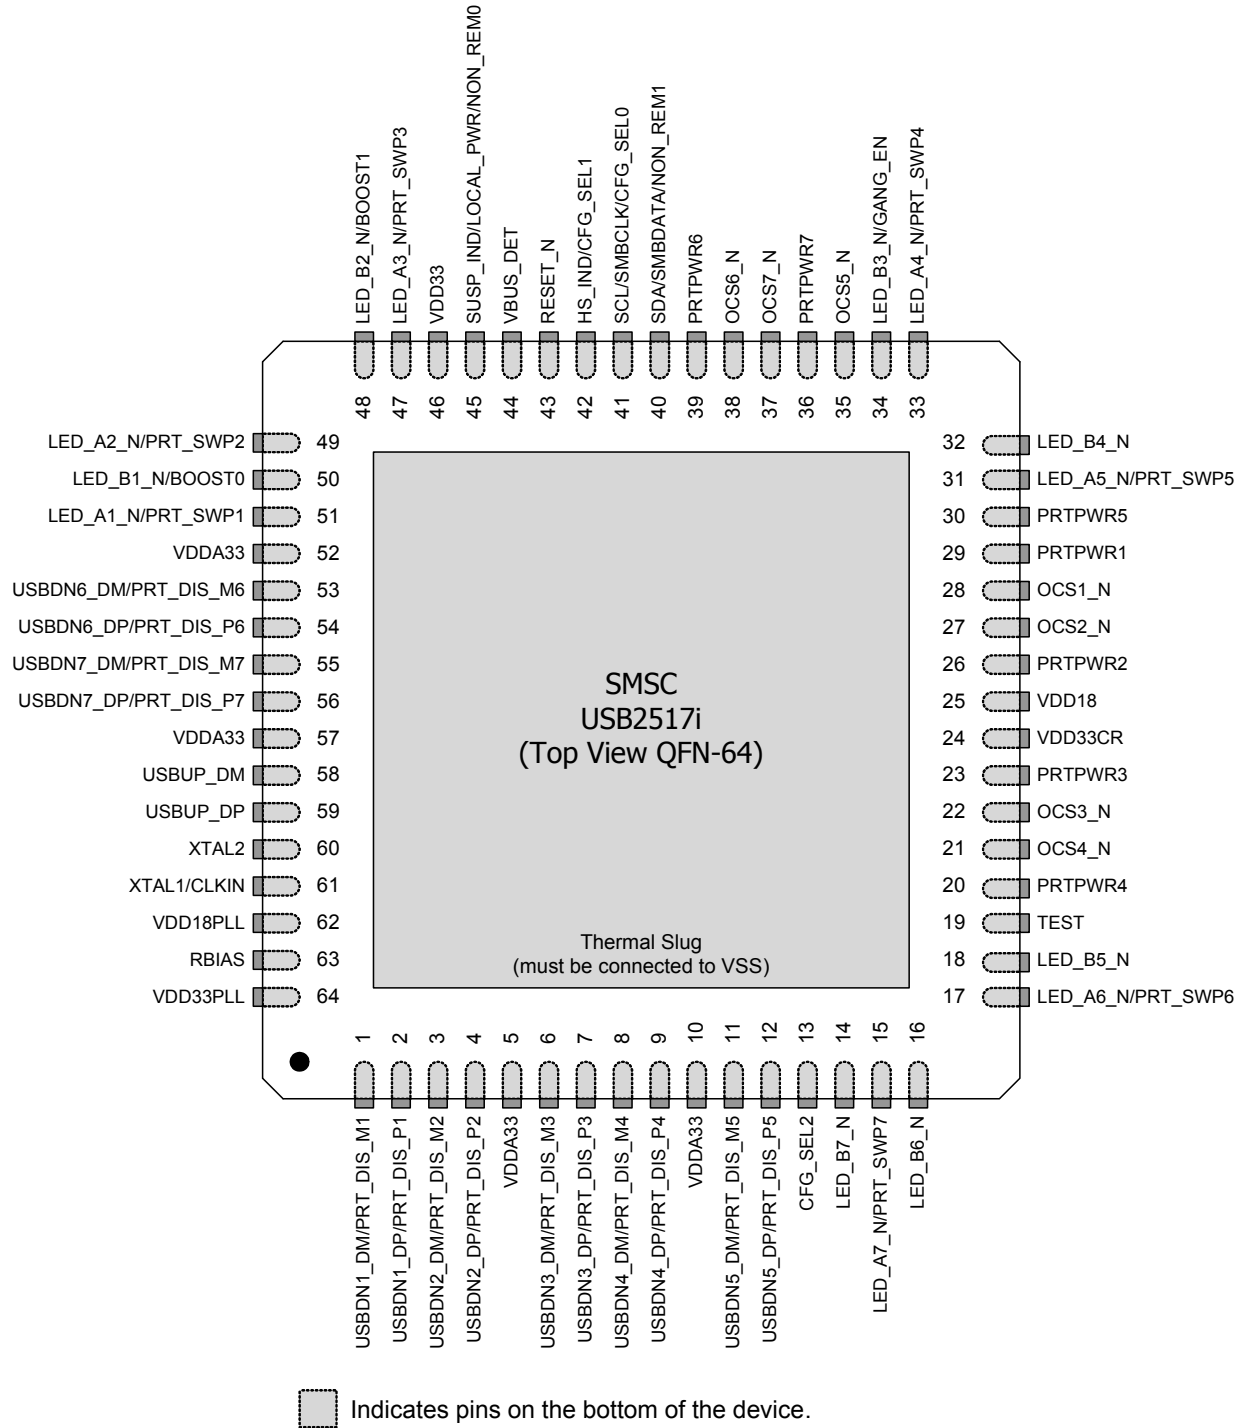 LED_B2_N/BOOST1
LED_A3_N/PRT_SWP3
VDD33
SUSP_IND/LOCAL_PWR/NON_REM0
VBUS_DET
RESET_N
HS_IND/CFG_SEL1
SCL/SMBCLK/CFG_SEL0
SDA/SMBDATA/NON_REM1
PRTPWR6
OCS6_N
OCS7_N
PRTPWR7
OCS5_N
LED_B3_N/GANG_EN
LED_A4_N/PRT_SWP4
48
47
46
45
44
43
42
41
40
39
38
37
36
35
34
33
LED_A2_N/PRT_SWP2 49
LED_B1_N/BOOST0 50
LED_A1_N/PRT_SWP1 51
VDDA33 52
USBDN6_DM/PRT_DIS_M6 53
USBDN6_DP/PRT_DIS_P6 54
USBDN7_DM/PRT_DIS_M7 55
USBDN7_DP/PRT_DIS_P7 56
VDDA33 57
USBUP_DM 58
USBUP_DP 59
XTAL2 60
XTAL1/CLKIN 61
VDD18PLL 62
RBIAS 63
VDD33PLL 64
SMSC
USB2517i
(Top View QFN-64)
Thermal Slug
(must be connected to VSS)
32 LED_B4_N
31 LED_A5_N/PRT_SWP5
30 PRTPWR5
29 PRTPWR1
28 OCS1_N
27 OCS2_N
26 PRTPWR2
25 VDD18
24 VDD33CR
23 PRTPWR3
22 OCS3_N
21 OCS4_N
20 PRTPWR4
19 TEST
18 LED_B5_N
17 LED_A6_N/PRT_SWP6
1
2
3
4
5
6
7
8
9
10
11
12
13
14
15
16
USBDN1_DM/PRT_DIS_M1
USBDN1_DP/PRT_DIS_P1
USBDN2_DM/PRT_DIS_M2
USBDN2_DP/PRT_DIS_P2
VDDA33
USBDN3_DM/PRT_DIS_M3
USBDN3_DP/PRT_DIS_P3
USBDN4_DM/PRT_DIS_M4
USBDN4_DP/PRT_DIS_P4
VDDA33
USBDN5_DM/PRT_DIS_M5
USBDN5_DP/PRT_DIS_P5
CFG_SEL2
LED_B7_N
LED_A7_N/PRT_SWP7
LED_B6_N
Indicates pins on the bottom of the device.